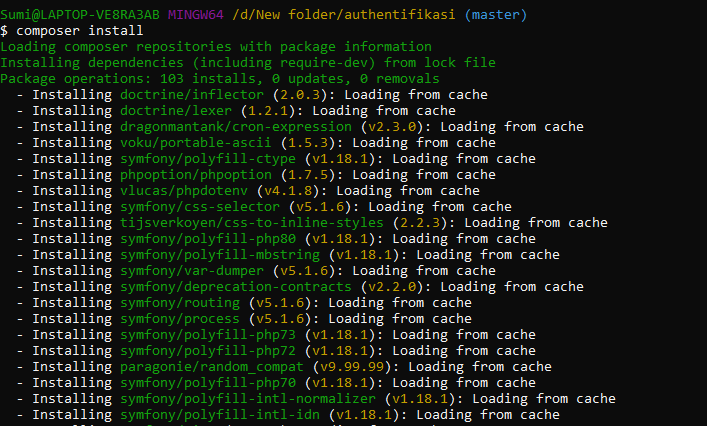 Sumi@LAPTOP-VE8RA3AB MINGW64 /d/New folder/authentifikasi (master)
$ composer install
Loading composer repositories with package information
Installing dependencies (including require-dev) from lock file
Package operations: 103 installs, 0 updates, 0 removals
  - Installing doctrine/inflector (2.0.3): Loading from cache
  - Installing doctrine/lexer (1.2.1): Loading from cache
  - Installing dragonmantank/cron-expression (v2.3.0): Loading from cache
  - Installing voku/portable-ascii (1.5.3): Loading from cache
  - Installing symfony/polyfill-ctype (v1.18.1): Loading from cache
  - Installing phpoption/phpoption (1.7.5): Loading from cache
  - Installing vlucas/phpdotenv (v4.1.8): Loading from cache
  - Installing symfony/css-selector (v5.1.6): Loading from cache
  - Installing tijsverkoyen/css-to-inline-styles (2.2.3): Loading from cache
  - Installing symfony/polyfill-php80 (v1.18.1): Loading from cache
  - Installing symfony/polyfill-mbstring (v1.18.1): Loading from cache
  - Installing symfony/var-dumper (v5.1.6): Loading from cache
  - Installing symfony/deprecation-contracts (v2.2.0): Loading from cache
  - Installing symfony/routing (v5.1.6): Loading from cache
  - Installing symfony/process (v5.1.6): Loading from cache
  - Installing symfony/polyfill-php73 (v1.18.1): Loading from cache
  - Installing symfony/polyfill-php72 (v1.18.1): Loading from cache
  - Installing paragonie/random_compat (v9.99.99): Loading from cache
  - Installing symfony/polyfill-php70 (v1.18.1): Loading from cache
  - Installing symfony/polyfill-intl-normalizer (v1.18.1): Loading from cache
  - Installing symfony/polyfill-intl-idn (v1.18.1): Loading from cache